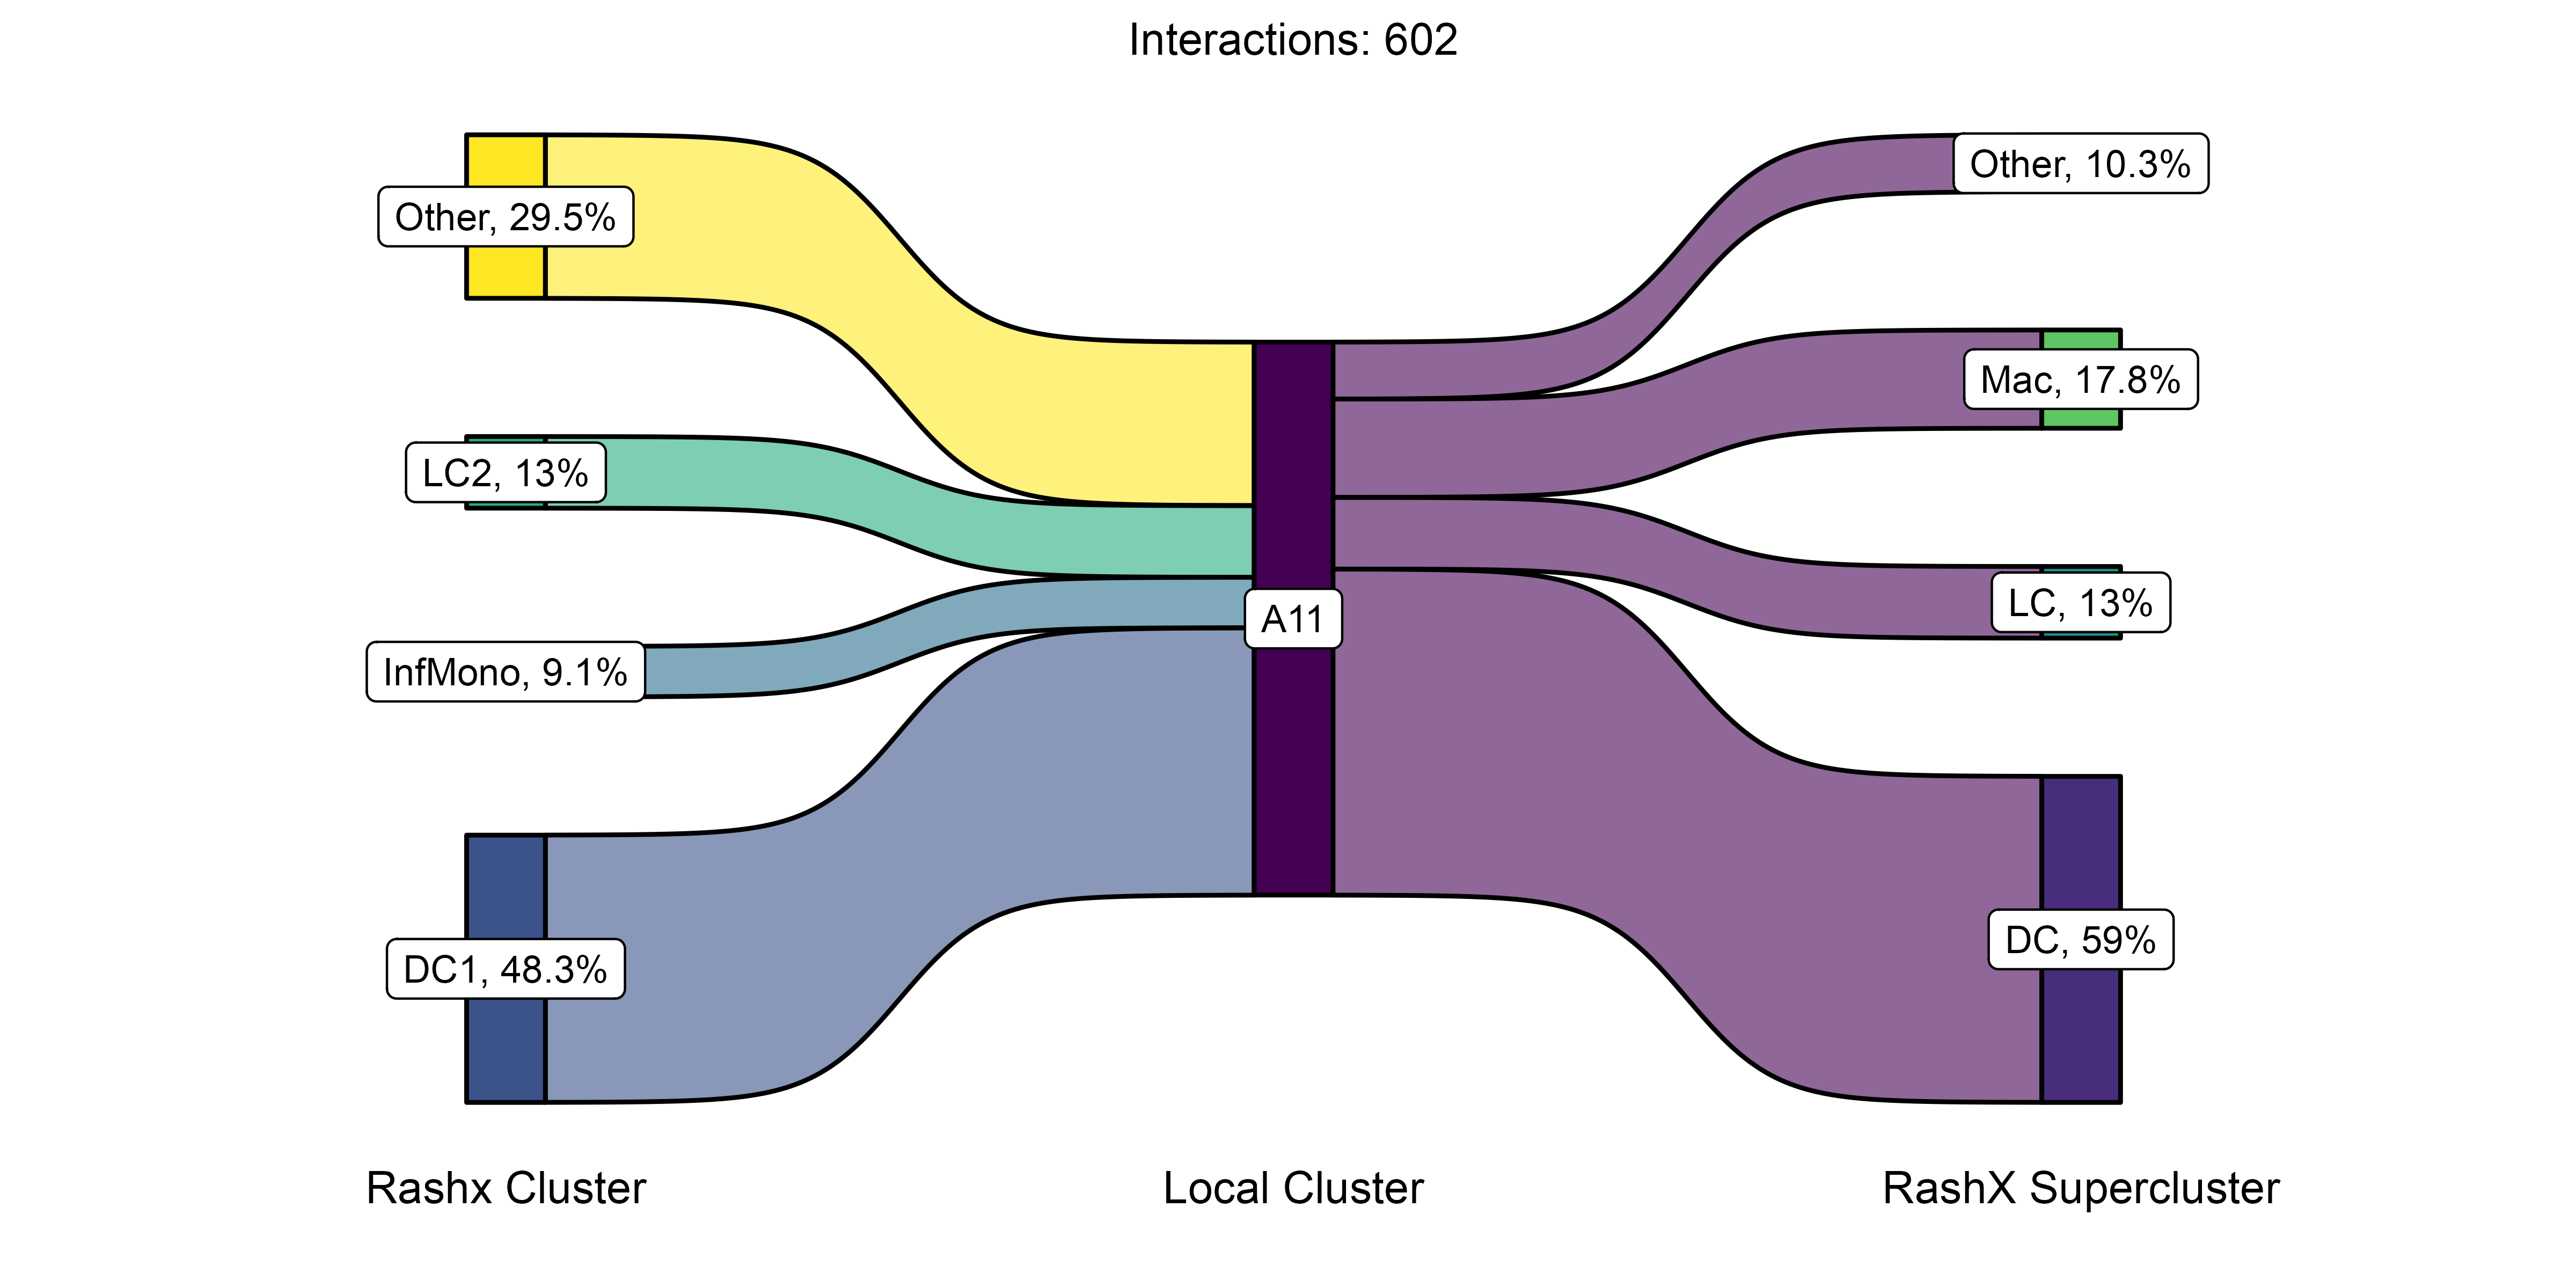 Interactions: 602
Other, 29.5%
LC2, 13%
InfMono, 9.1%
DC1, 48.3%
A11
Other, 10.3%
Mac, 17.8%
LC, 13%
DC, 59%
Rashx Cluster
Local Cluster
RashX Supercluster